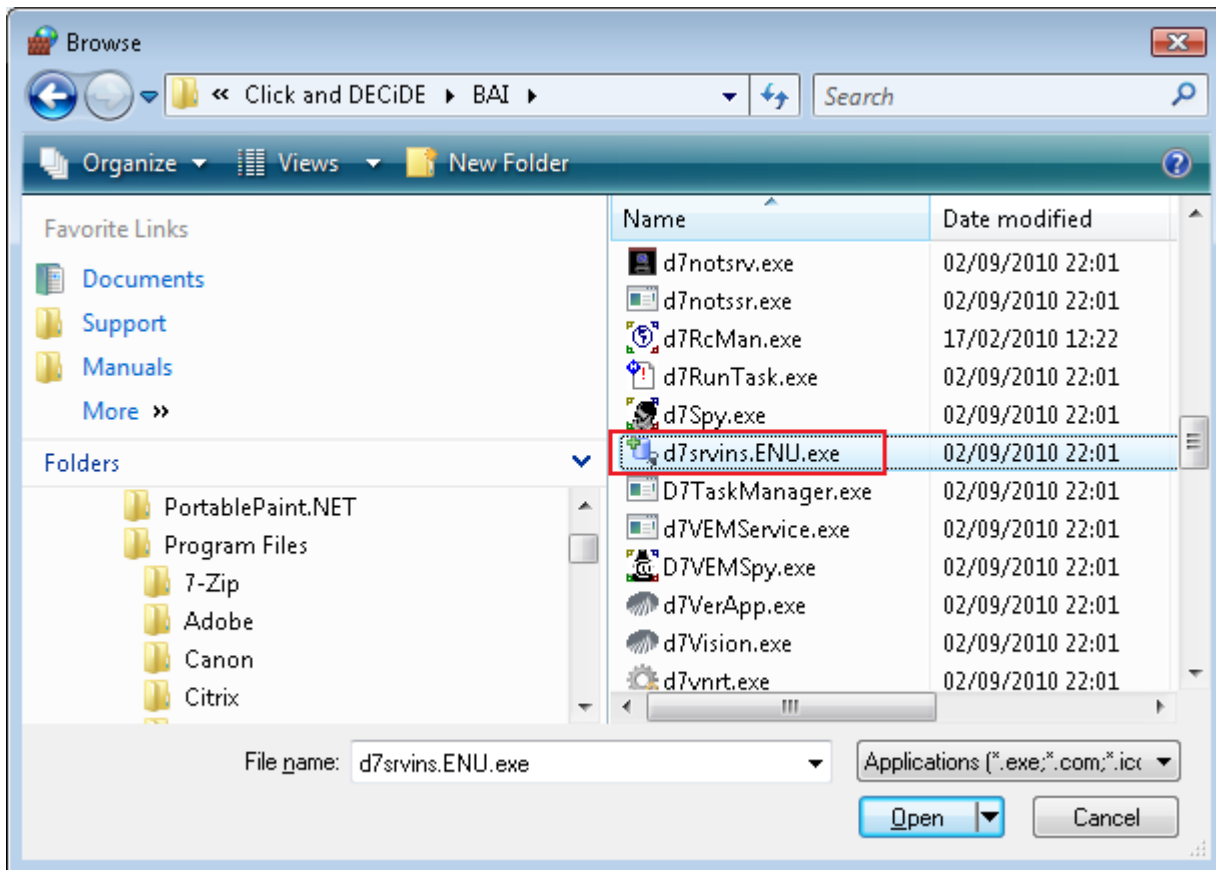 Browse
« Click and DECiDE ▸ BAI ▸
Search
Organize
Views
New Folder
Favorite Links
Documents
Support
Manuals
More »
Folders
PortablePaint.NET
Program Files
7-Zip
Adobe
Canon
Citrix
Name Date modified
d7notsrv.exe 02/09/2010 22:01
d7notssr.exe 02/09/2010 22:01
d7RcMan.exe 17/02/2010 12:22
d7RunTask.exe 02/09/2010 22:01
d7Spy.exe 02/09/2010 22:01
d7srvins.ENU.exe 02/09/2010 22:01
D7TaskManager.exe 02/09/2010 22:01
d7VEMService.exe 02/09/2010 22:01
D7VEMSpy.exe 02/09/2010 22:01
d7VerApp.exe 02/09/2010 22:01
d7Vision.exe 02/09/2010 22:01
d7vnrt.exe 02/09/2010 22:01
File name: d7srvins.ENU.exe
Applications (*.exe;*.com;*.ic
Open
Cancel